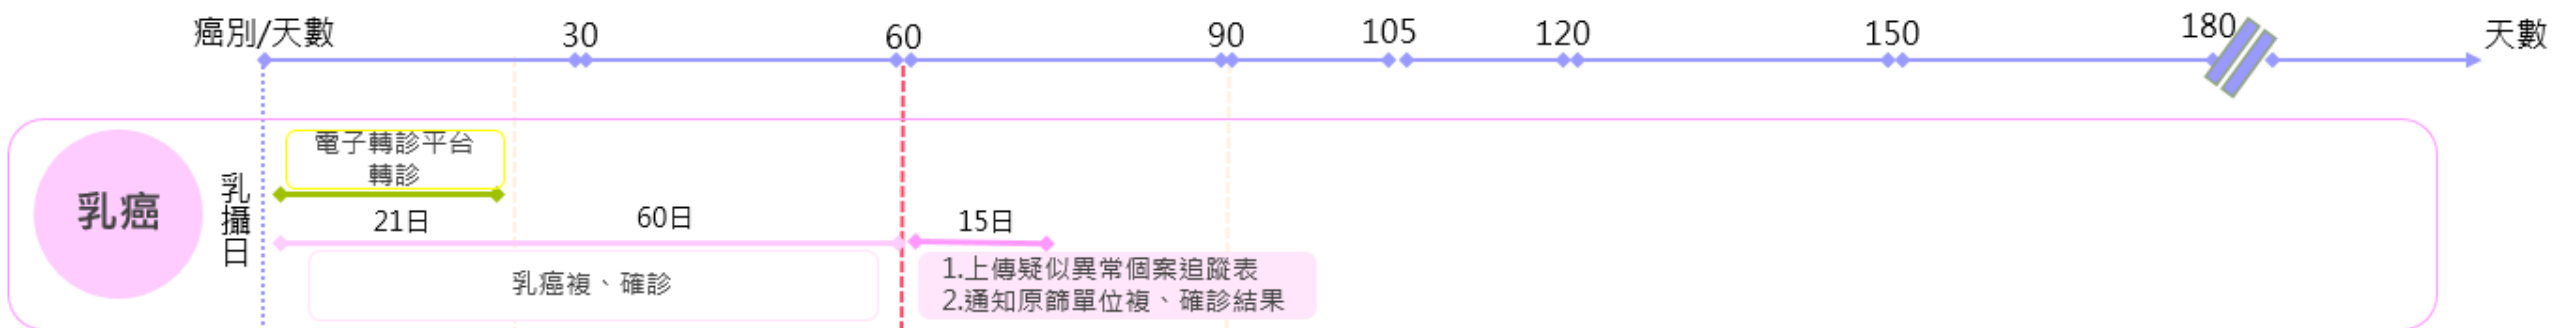 癌別/天數
30
60
90
105
120
150
180
天數
乳癌
乳攝日
電子轉診平台
轉診
21日
60日
15日
乳癌複、確診
1.上傳疑似異常個案追蹤表
2.通知原篩單位複、確診結果